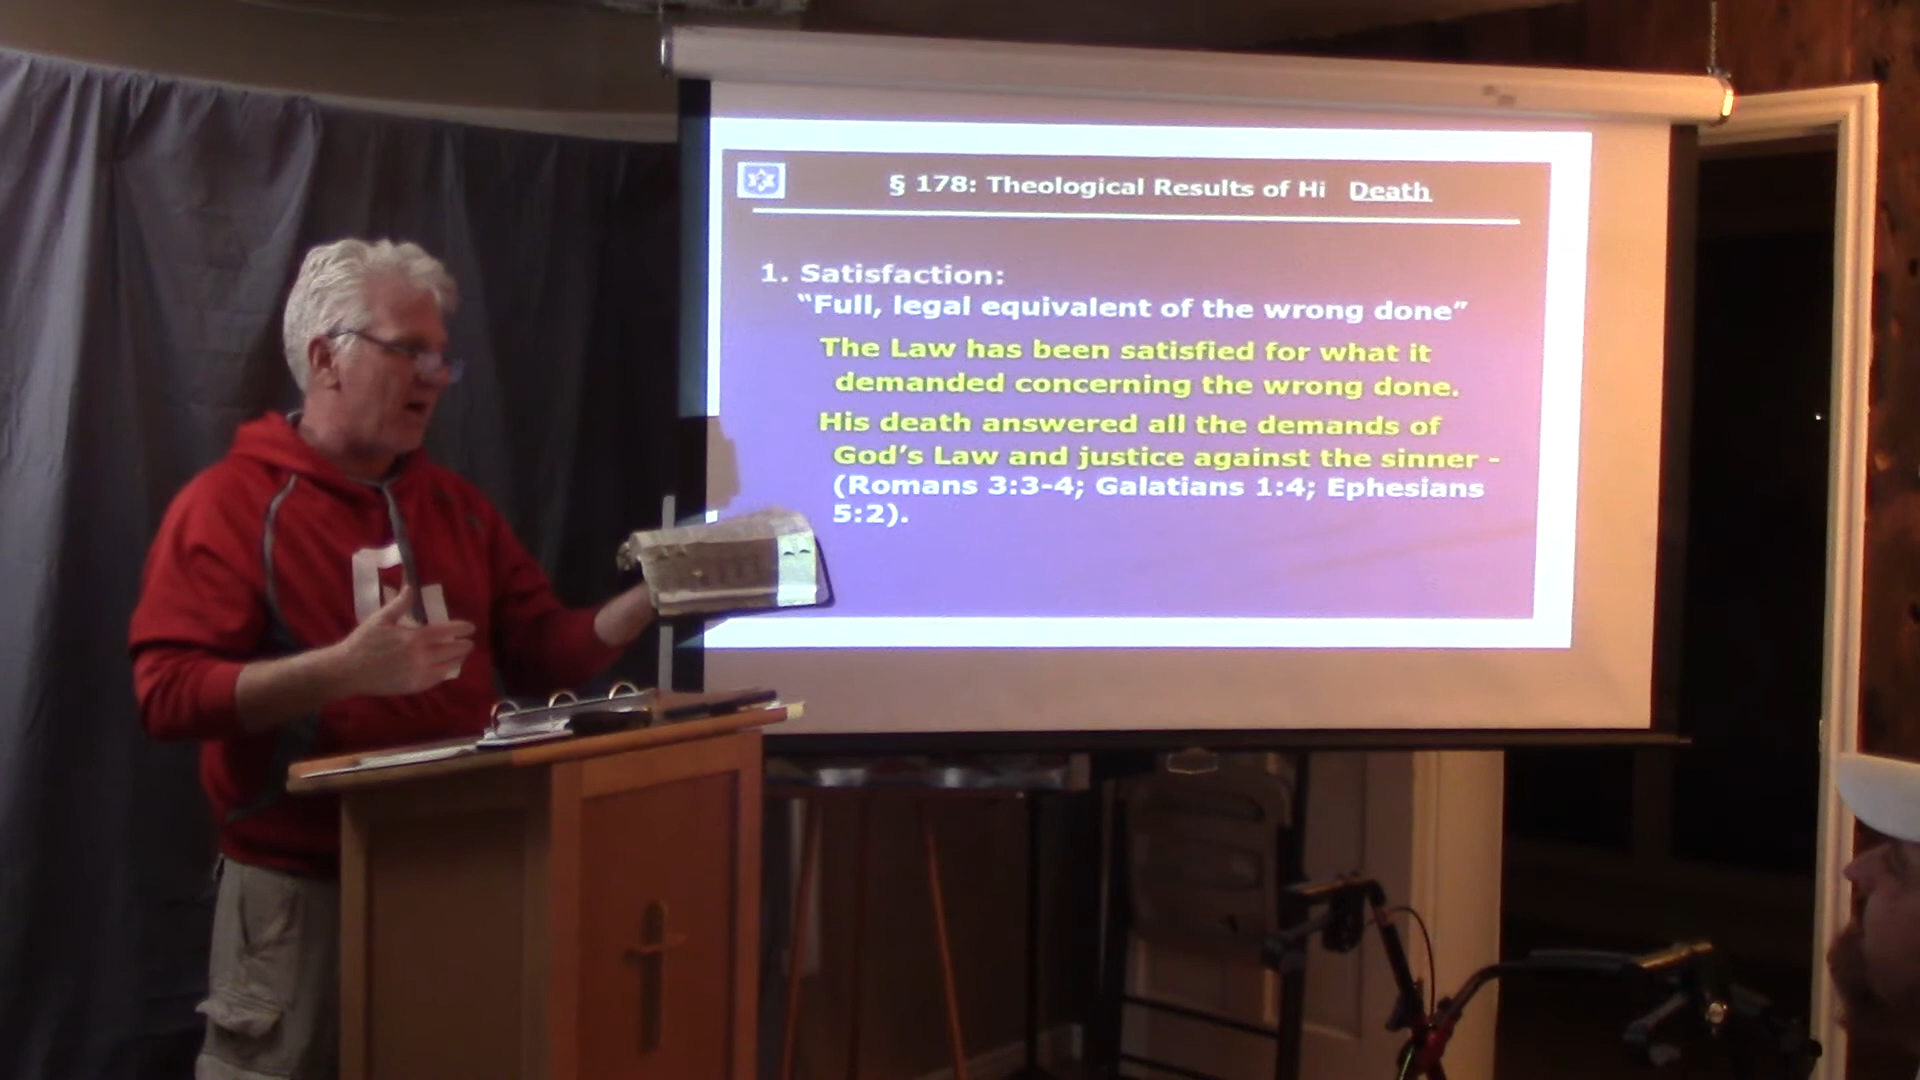 § 178: Theological Results of Hi Death
1. Satisfaction:
“Full, legal equivalent of the wrong done”
The Law has been satisfied for what it
demanded concerning the wrong done.
His death answered all the demands of
God’s Law and justice against the sinner -
(Romans 3:3-4; Galatians 1:4; Ephesians
5:2).